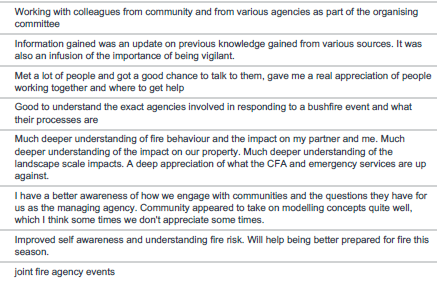 Working with colleagues from community and from various agencies as part of the organising
committee
Information gained was an update on previous knowledge gained from various sources. It was
also an infusion of the importance of being vigilant.
Met a lot of people and got a good chance to talk to them, gave me a real appreciation of people
working together and where to get help
Good to understand the exact agencies involved in responding to a bushfire event and what
their processes are
Much deeper understanding of fire behaviour and the impact on my partner and me. Much
deeper understanding of the impact on our property. Much deeper understanding of the
landscape scale impacts. A deep appreciation of what the CFA and emergency services are up
against.
I have a better awareness of how we engage with communities and the questions they have for
us as the managing agency. Community appeared to take on modelling concepts quite well,
which I think some times we don't appreciate some times.
Improved self awareness and understanding fire risk. Will help being better prepared for fire this
season.
joint fire agency events